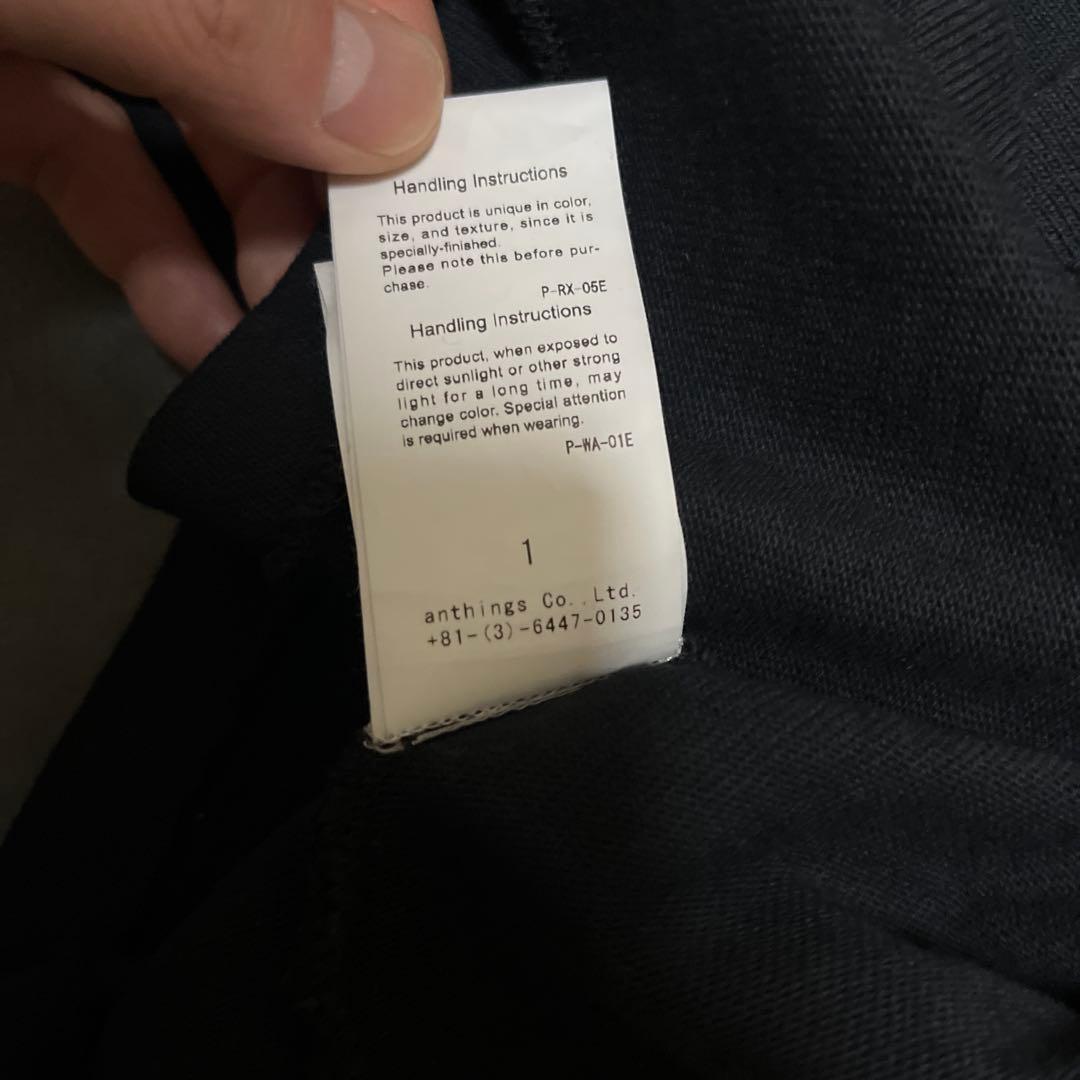 Handling Instructions
This product is unique in color,
size, and texture, since it is
specially-finished.
Please note this before pur-
chase.
P-RX-05E
Handling Instructions
This product, when exposed to
direct sunlight or other strong
light for a long time, may
change color. Special attention
is required when wearing.
P-WA-01E
1
anthings Co.,Ltd.
+81-(3)-6447-0135